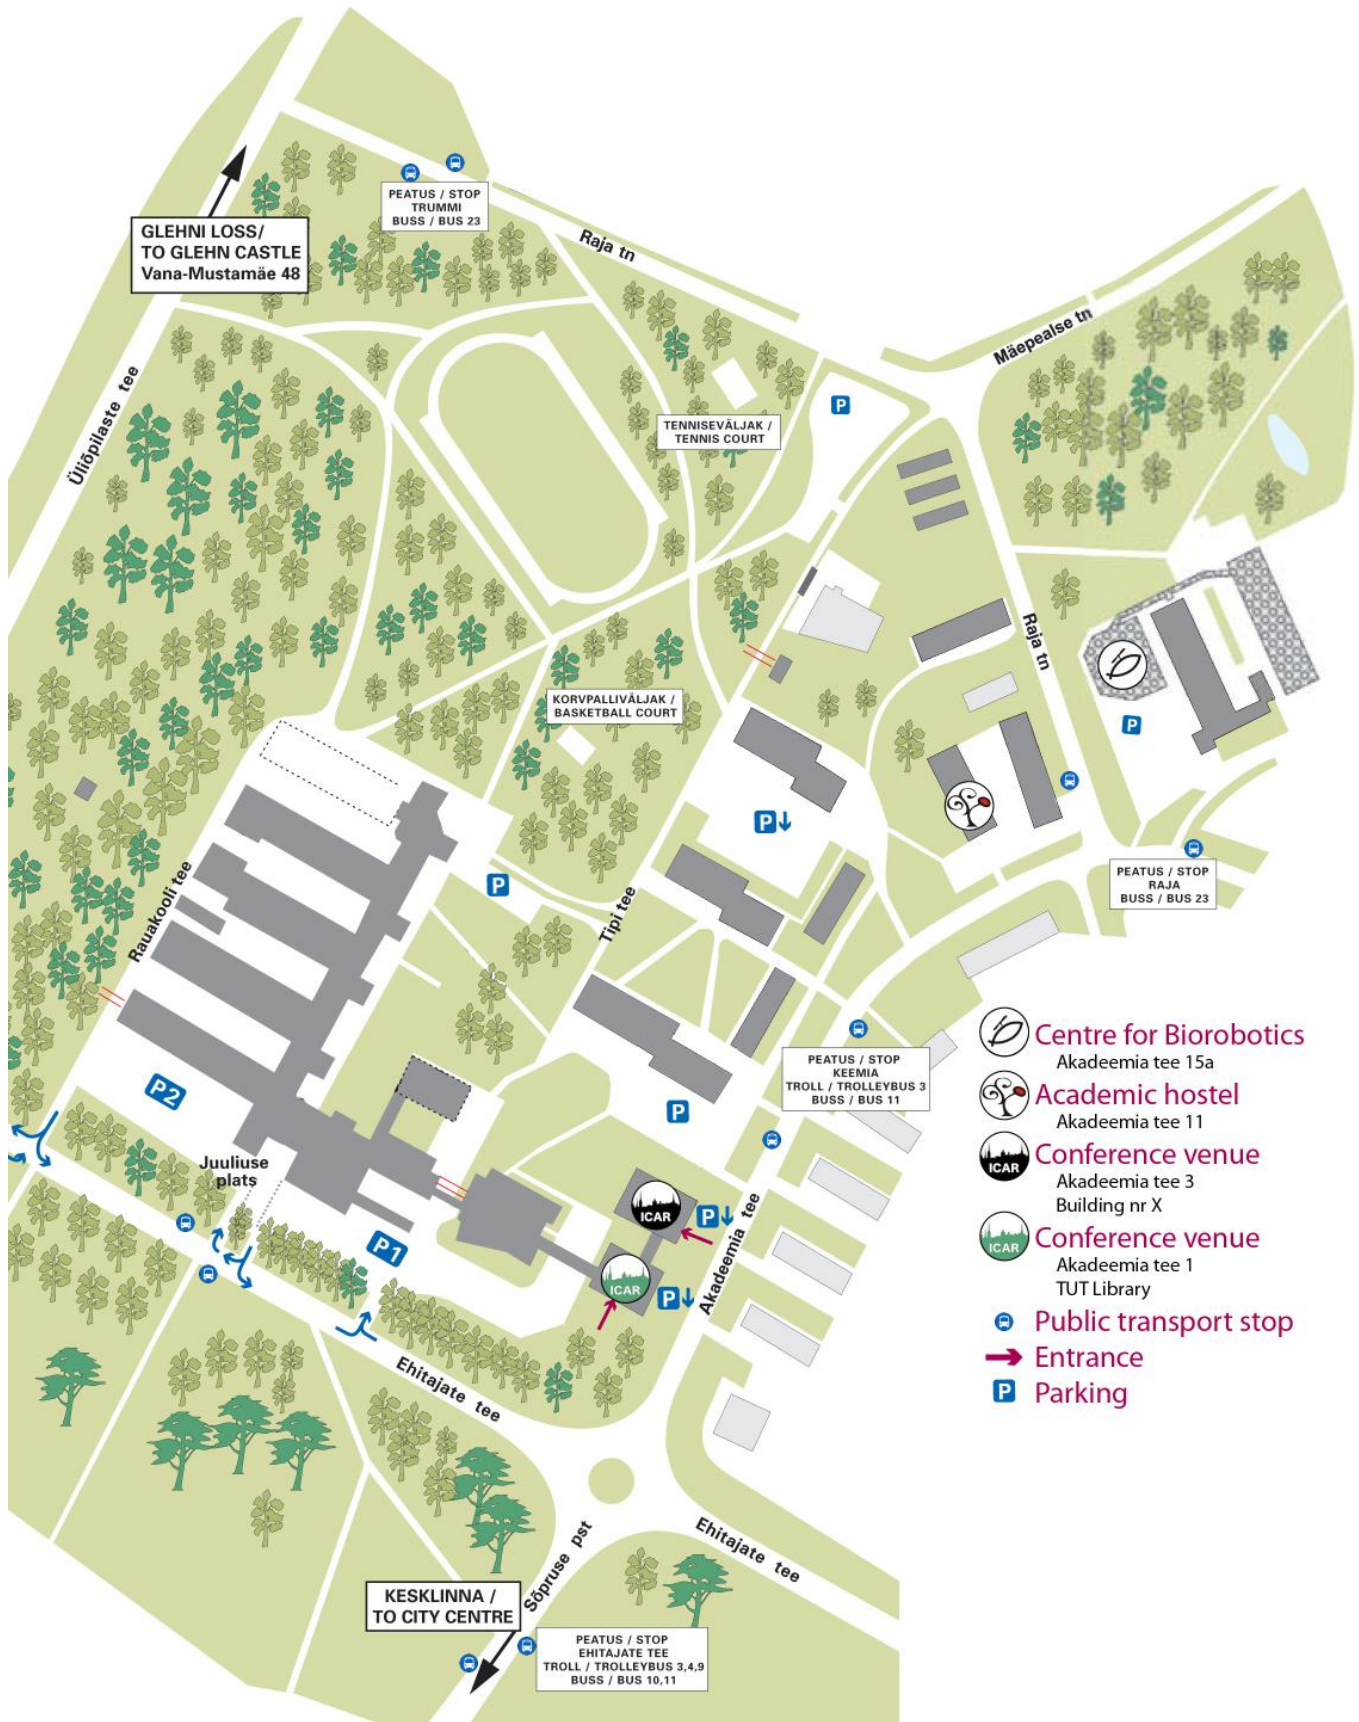 PEATUS / STOP
TRUMMI
BUSS / BUS 23
GLEHNI LOSS/
TO GLEHN CASTLE
Vana-Mustamäe 48
Raja tn
Mäepealse tn
Üliõpilaste tee
P
TENNISEVÄLJAK /
TENNIS COURT
Raja tn
KORVPALLIVÄLJAK /
BASKETBALL COURT
P
P
PEATUS / STOP
RAJA
BUSS / BUS 23
P
Rauakooli tee
Tipi tee
PEATUS / STOP
KEEMIA
TROLL / TROLLEYBUS 3
BUSS / BUS 11
P2
P
Juuliuse
plats
ICAR
P
P1
ICAR
P
Akadeemia tee
Ehitajate tee
Centre for Biorobotics
Akadeemia tee 15a
Academic hostel
Akadeemia tee 11
ICAR
Conference venue
Akadeemia tee 3
Building nr X
ICAR
Conference venue
Akadeemia tee 1
TUT Library
Public transport stop
Entrance
P
Parking
Ehitajate tee
Sõpruse pst
KESKLINNA /
TO CITY CENTRE
PEATUS / STOP
EHITAJATE TEE
TROLL / TROLLEYBUS 3,4,9
BUSS / BUS 10,11